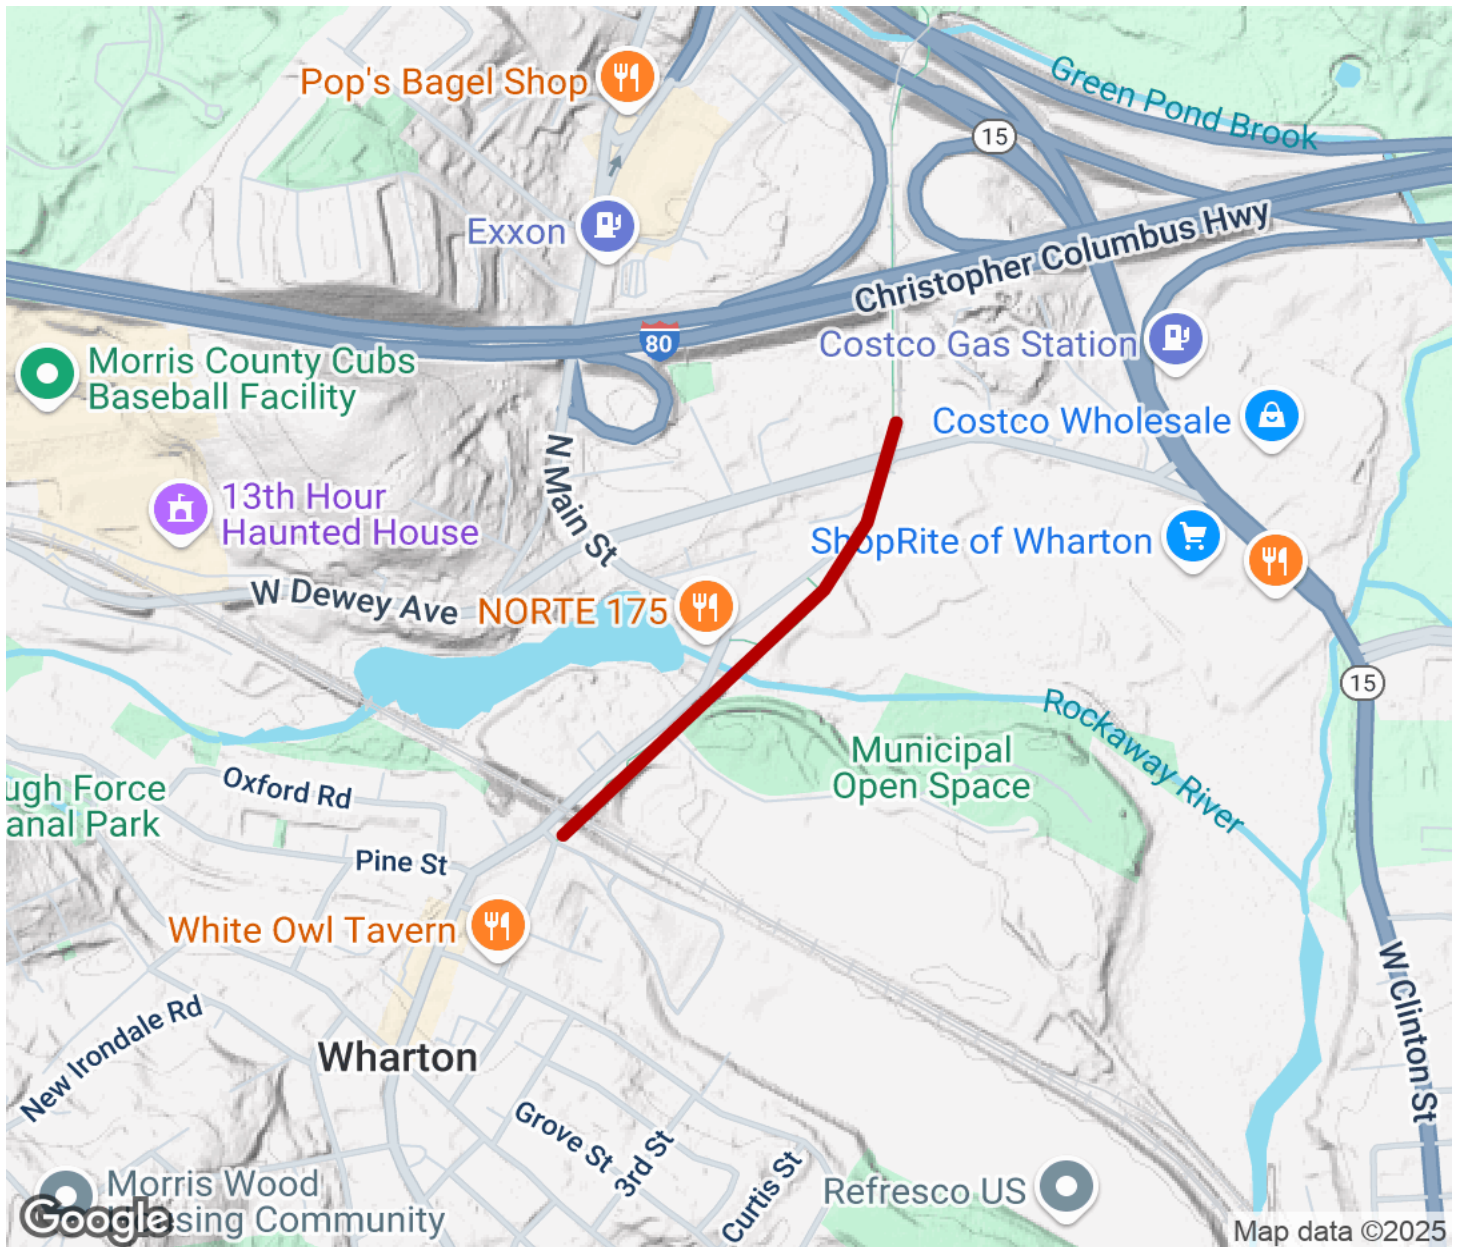 Pop's Bagel Shop
Green Pond Brook
15
Exxon
Christopher Columbus Hwy
80
Costco Gas Station
Morris County Cubs
Baseball Facility
Costco Wholesale
N Main St
13th Hour
Haunted House
ShopRite of Wharton
W Dewey Ave
NORTE 175
15
Rockaway River
Municipal
Open Space
ugh Force
anal Park
Oxford Rd
Pine St
White Owl Tavern
W Clinton St
New Irondale Rd
Wharton
Grove St
3rd St
Curtis St
Morris Wood
sing Community
Refresco US
Google
Map data ©2025